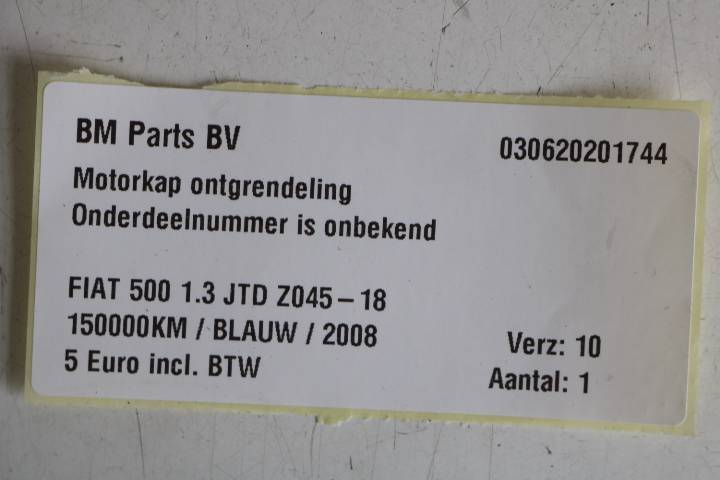 BM Parts BV 030620201744
Motorkap ontgrendeling
Onderdeelnummer is onbekend
FIAT 500 1.3 JTD Z045-18
150000KM / BLAUW / 2008 Verz: 10
5 Euro incl. BTW Aantal: 1